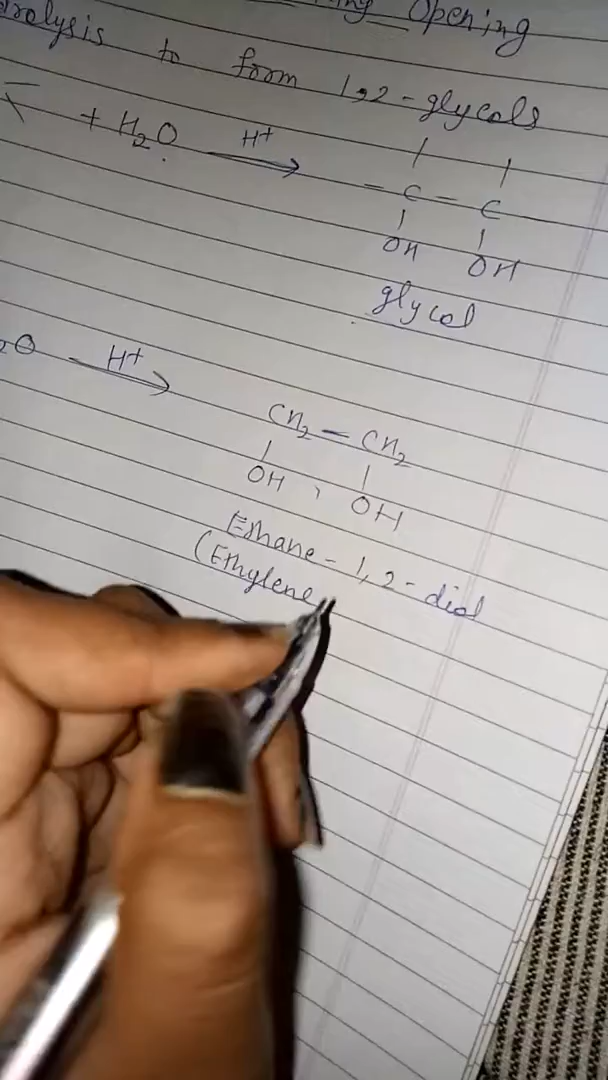 Opening
to form 1,2-glycols
+ H₂O H⁺
- C - C
OH OH
glycol
H⁺
CH₂ - CH₂
OH OH
Ethane-1,2-diol
(Ethylene